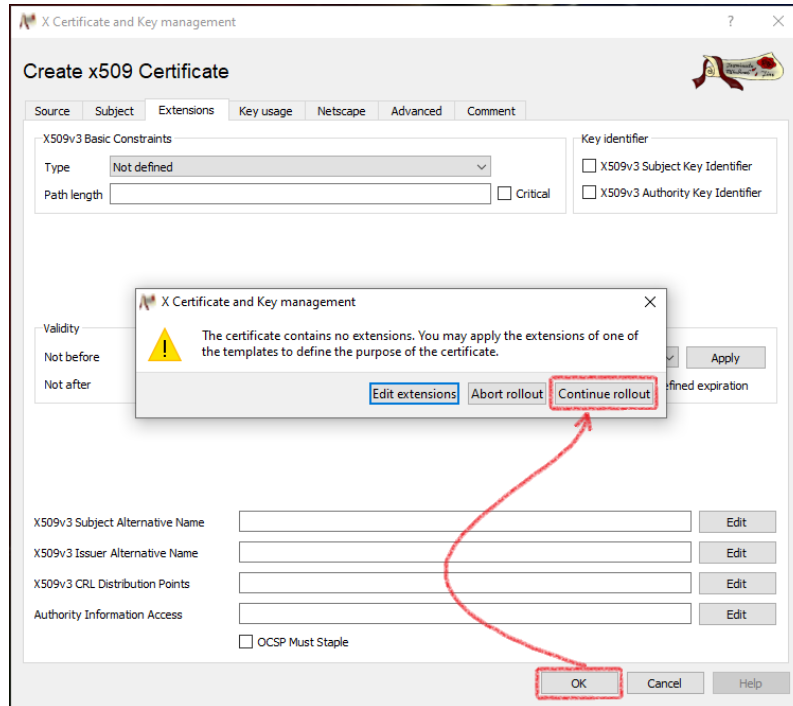 X Certificate and Key management
?
Create x509 Certificate
Source Subject Extensions Key usage Netscape Advanced Comment
X509v3 Basic Constraints
Key identifier
Type Not defined
X509v3 Subject Key Identifier
Path length
Critical
X509v3 Authority Key Identifier
X Certificate and Key management
The certificate contains no extensions. You may apply the extensions of one of
the templates to define the purpose of the certificate.
Edit extensions Abort rollout Continue rollout
Validity
Not before
Apply
Not after
expiration
X509v3 Subject Alternative Name
Edit
X509v3 Issuer Alternative Name
Edit
X509v3 CRL Distribution Points
Edit
Authority Information Access
Edit
OCSP Must Staple
OK Cancel Help